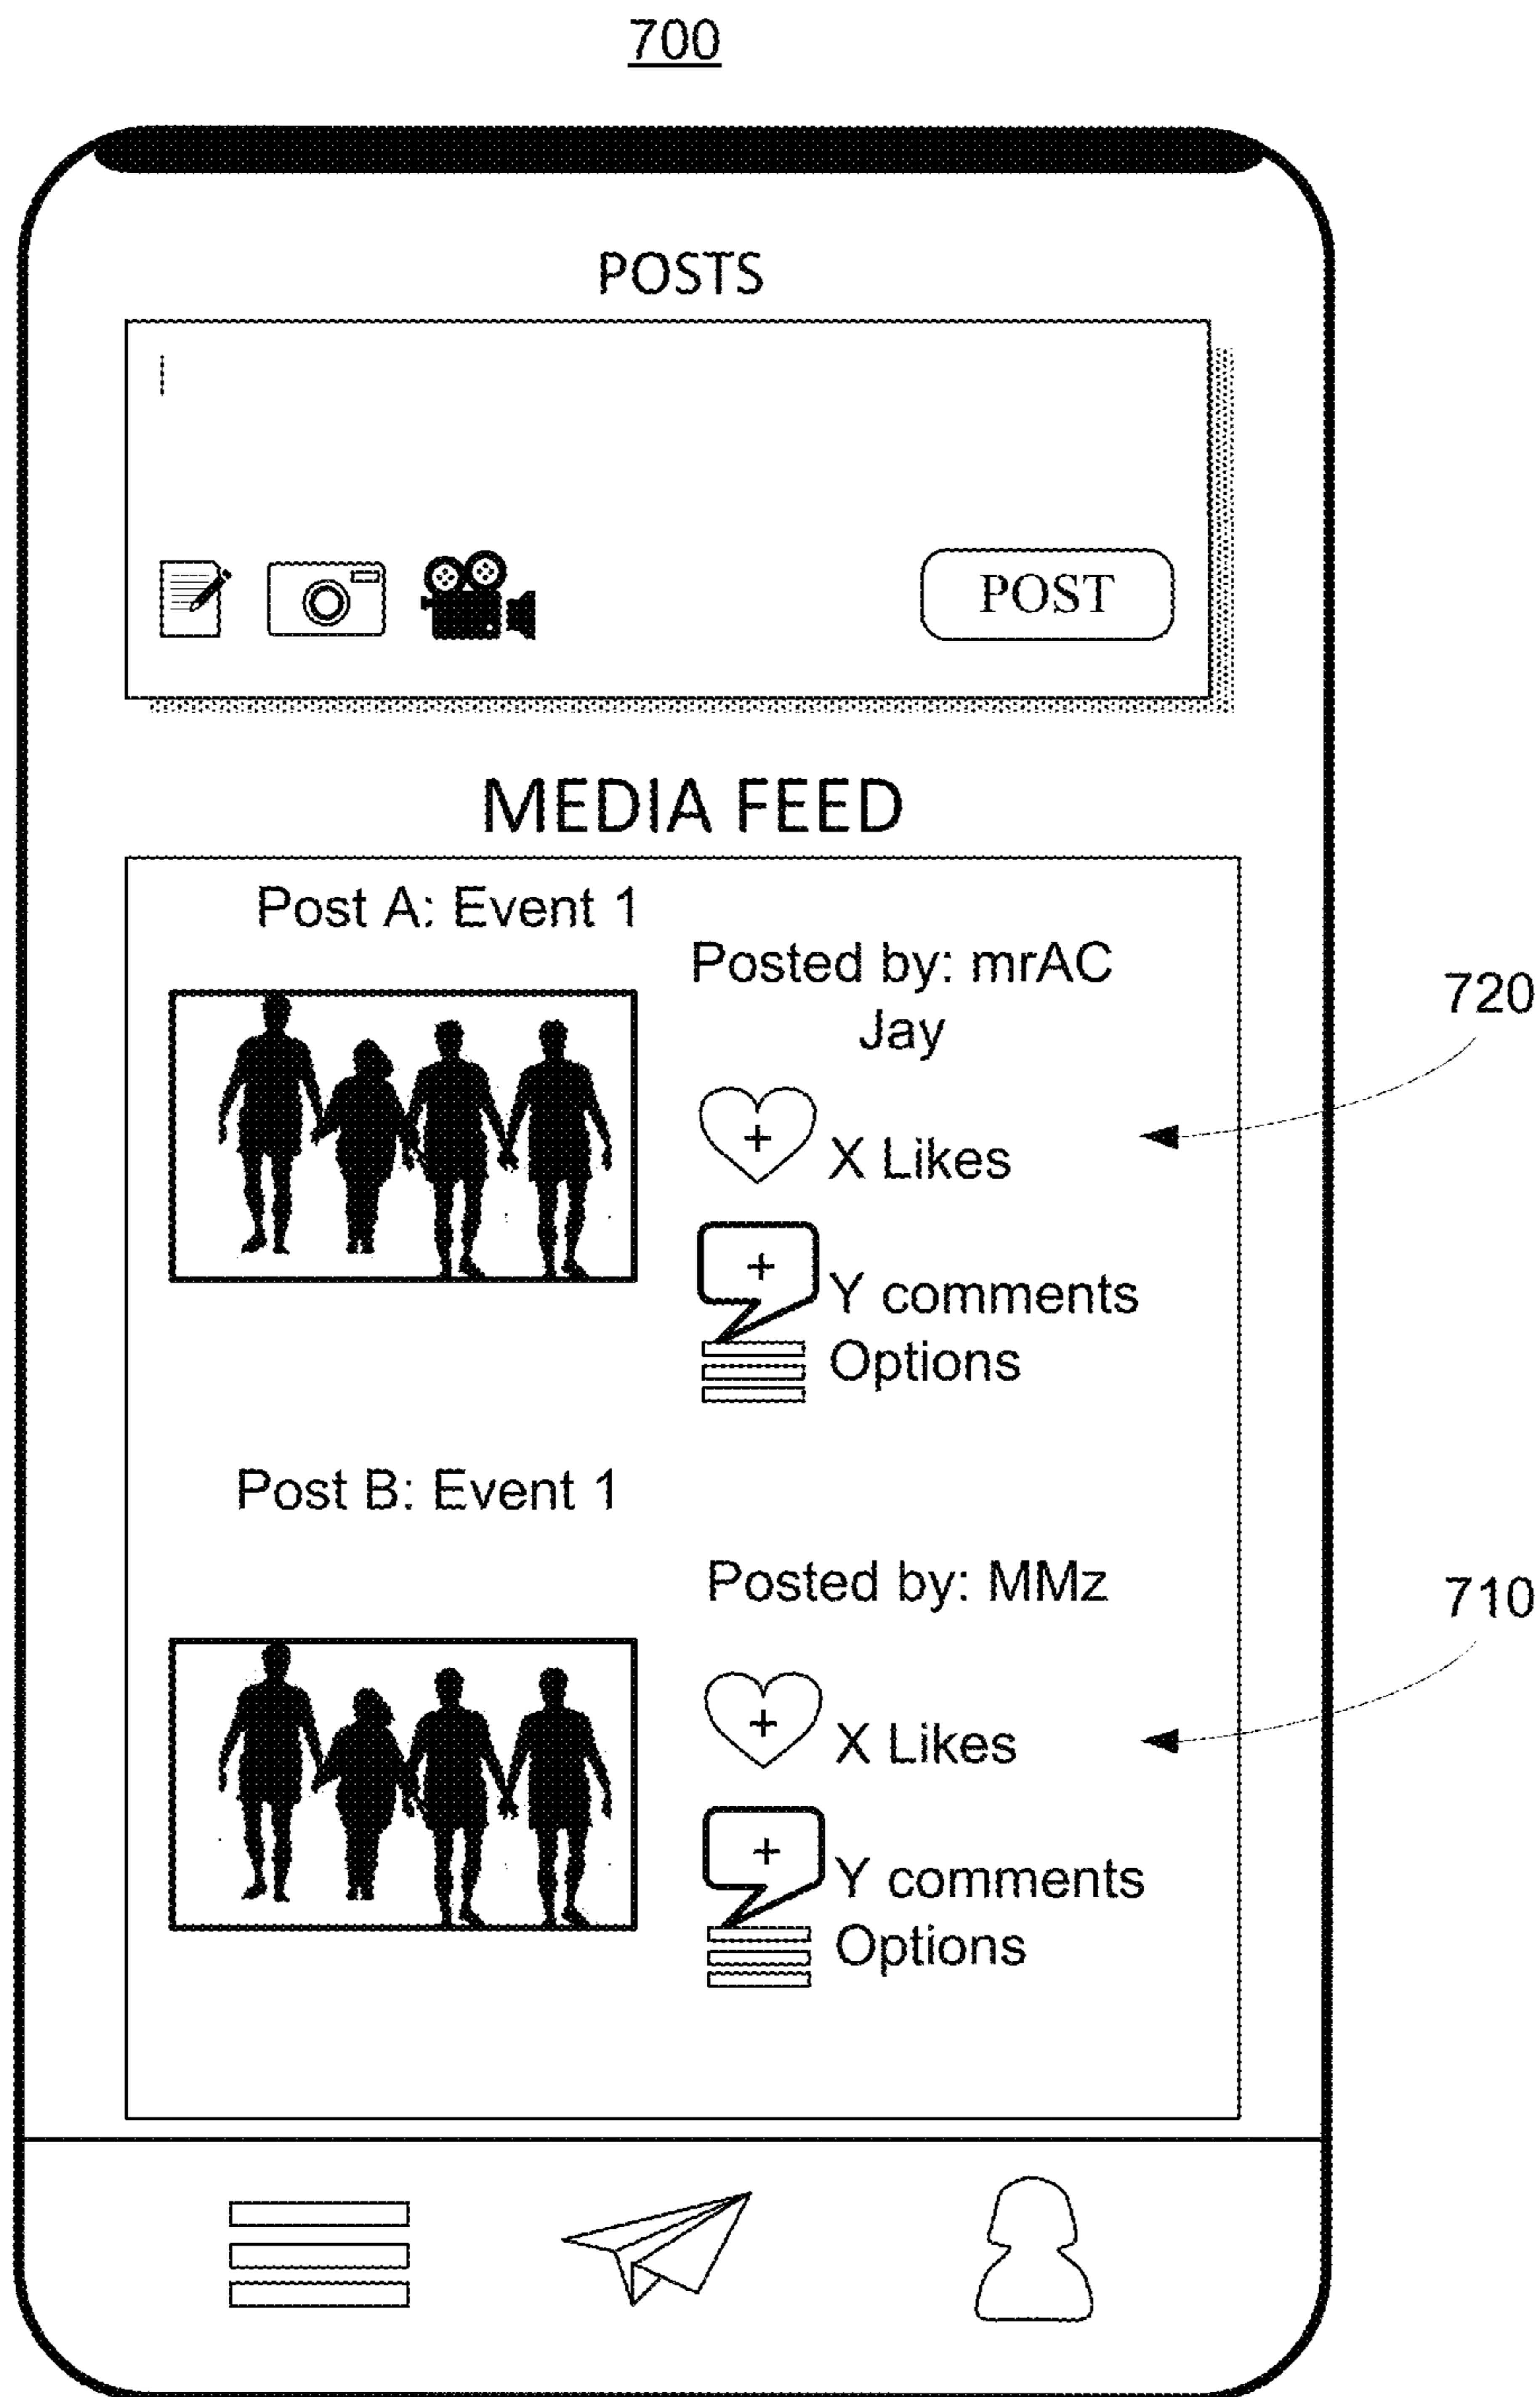 700
POSTS
POST
MEDIA FEED
Post A: Event 1
Posted by: mrAC
Jay
720
X Likes
Y comments
Options
Post B: Event 1
Posted by: MMz
710
X Likes
Y comments
Options